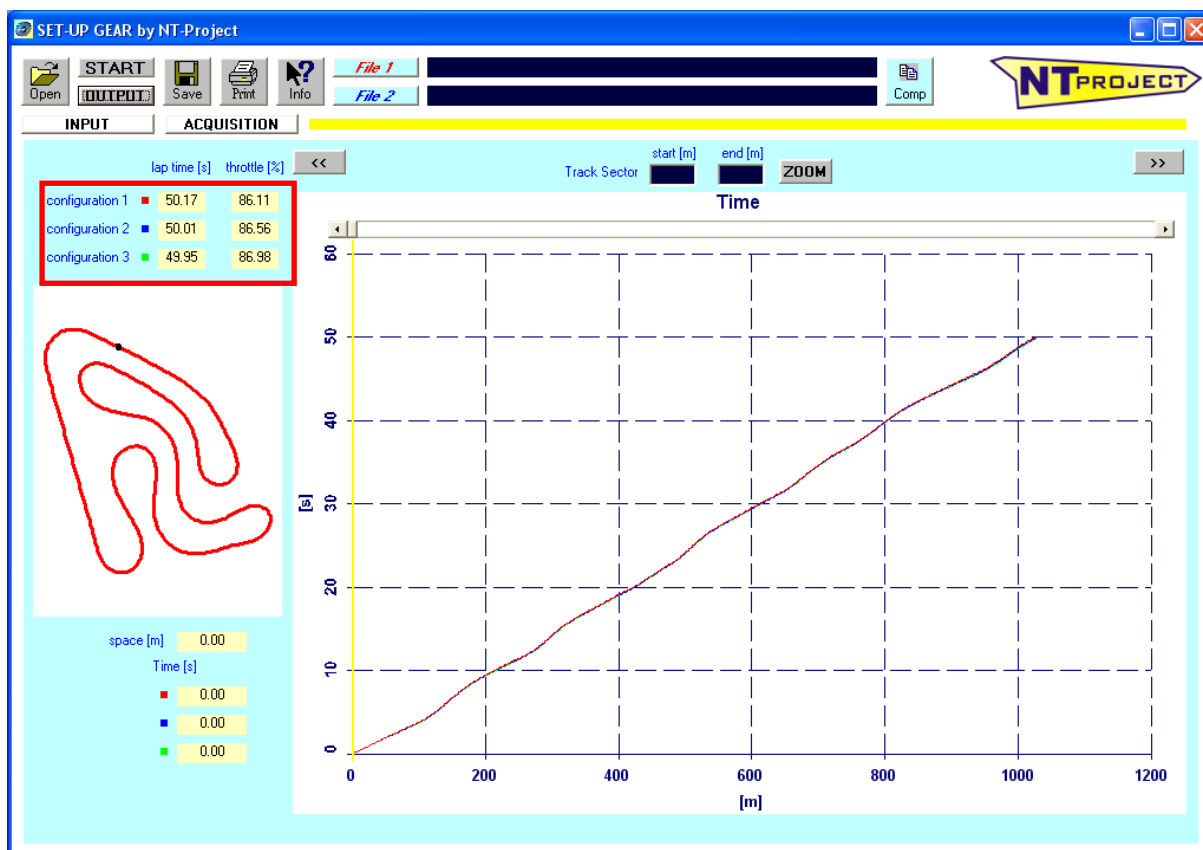 SET-UP GEAR by NT-Project
START
File 1
Open
OUTPUT
Save
Print
Info
File 2
Comp
NTPROJECT
INPUT
ACQUISITION
lap time [s]
throttle [%]
<<
Track Sector
start [m]
end [m]
ZOOM
>>
configuration 1
50.17
86.11
configuration 2
50.01
86.56
configuration 3
49.95
86.98
Time
60
50
40
30
20
10
0
[s]
0
200
400
600
800
1000
1200
[m]
space [m]
0.00
Time [s]
0.00
0.00
0.00